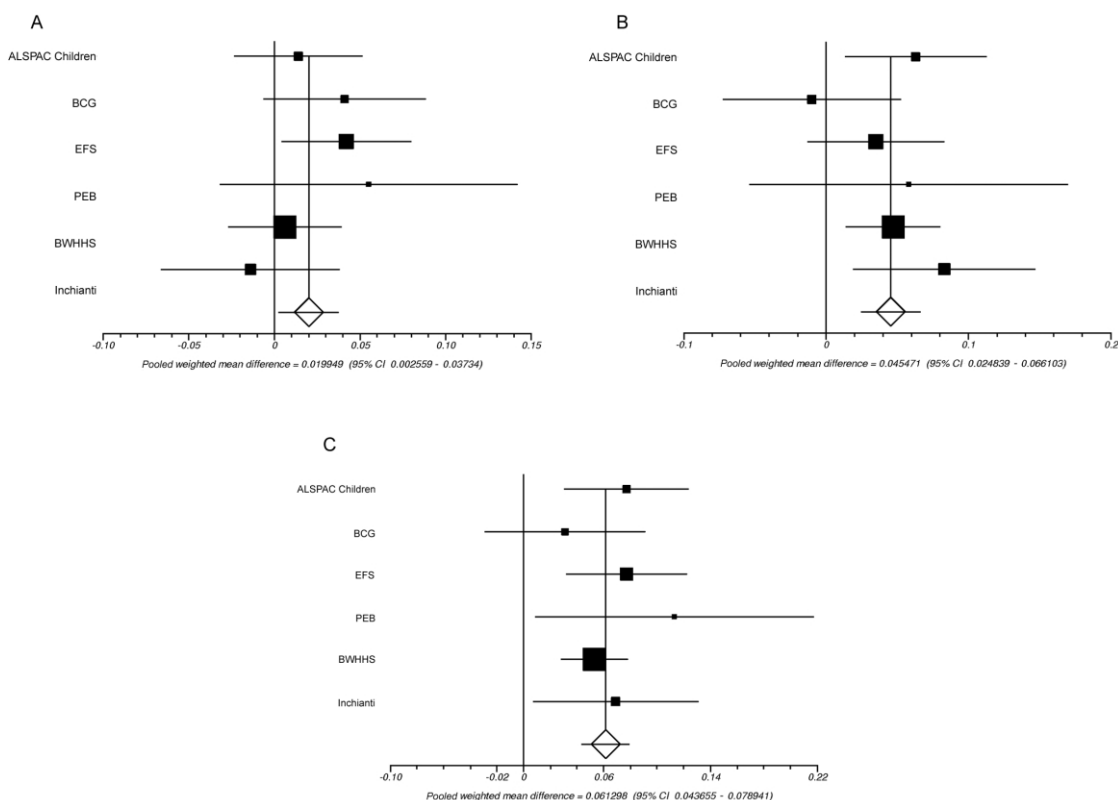 A
ALSPAC Children
BCG
EFS
PEB
BWHHS
Inchianti
-0.10 -0.05 0 0.05 0.10 0.15
Pooled weighted mean difference = 0.019949 (95% CI 0.002559 - 0.03734)
B
ALSPAC Children
BCG
EFS
PEB
BWHHS
Inchianti
-0.1 0 0.1 0.2
Pooled weighted mean difference = 0.045471 (95% CI 0.024839 - 0.066103)
C
ALSPAC Children
BCG
EFS
PEB
BWHHS
Inchianti
-0.10 -0.02 0 0.06 0.14 0.22
Pooled weighted mean difference = 0.061298 (95% CI 0.043655 - 0.078941)